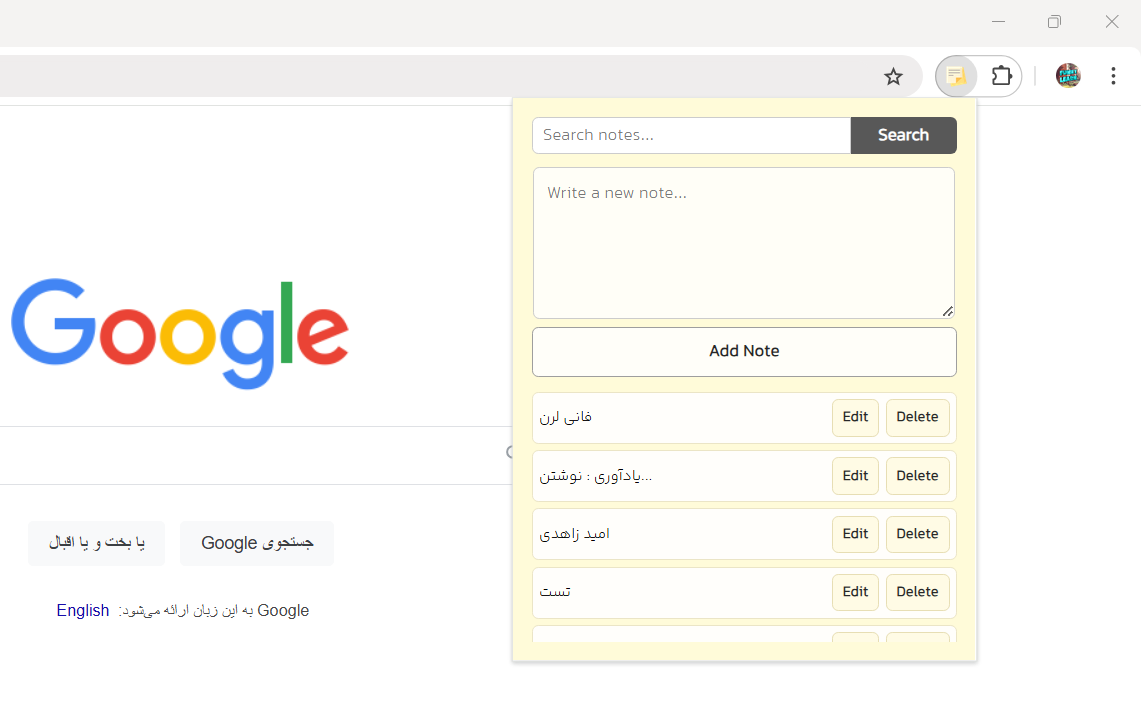 Search notes...
Search
Write a new note...
Add Note
فانی لرن
Edit
Delete
یادآوری : نوشتن...
Edit
Delete
امید زاهدی
Edit
Delete
تست
Edit
Delete
Google
جستجوی Google
یا بخت و یا اقبال
Google به این زبان ارائه می‌شود: English